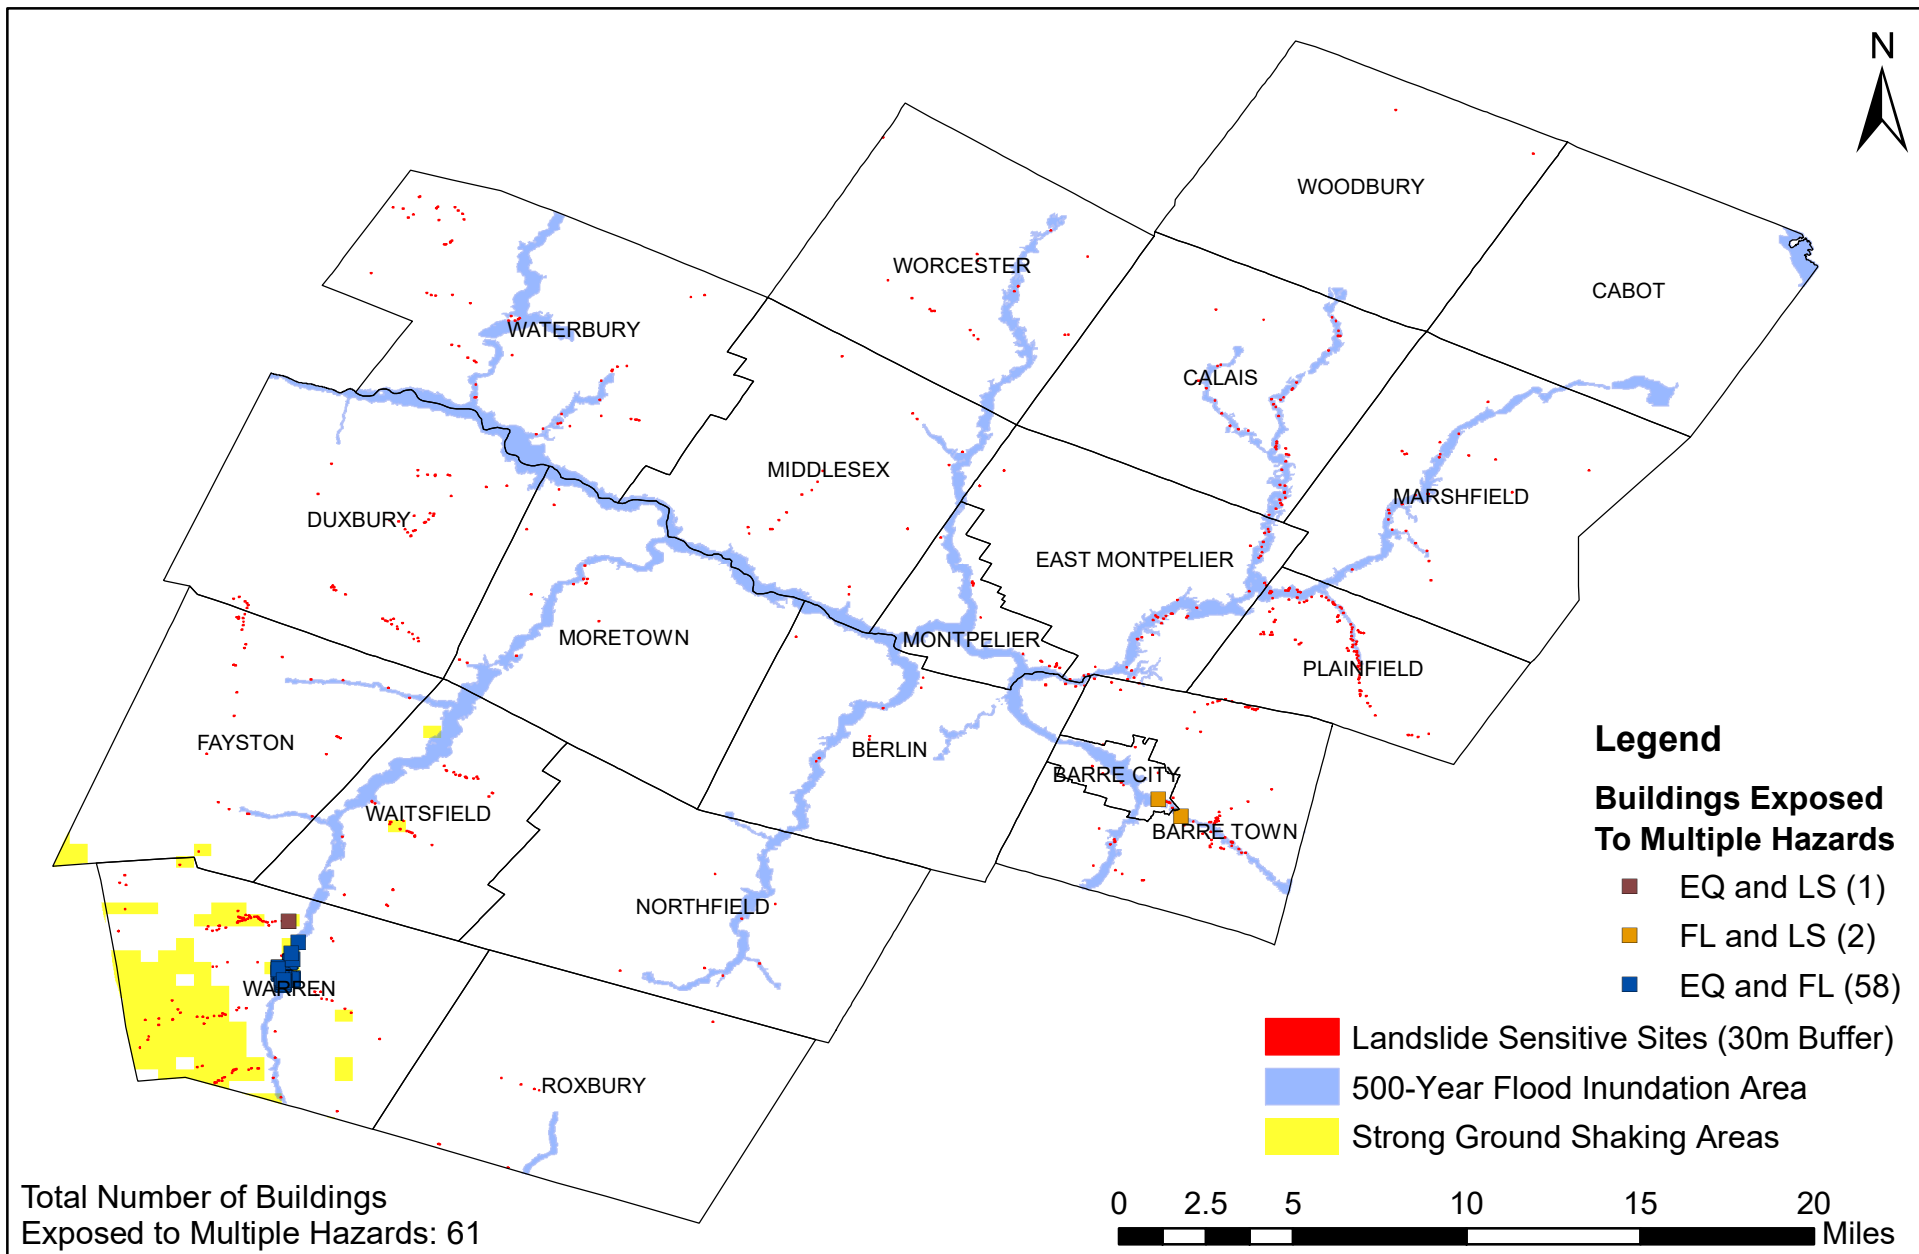 N
WOODBURY
WORCESTER
CABOT
WATERBURY
CALAIS
MIDDLESEX
MARSHFIELD
DUXBURY
EAST MONTPELIER
MORETOWN
MONTPELIER
PLAINFIELD
FAYSTON
BERLIN
BARRE CITY
WAITSFIELD
BARRE TOWN
NORTHFIELD
WARREN
ROXBURY
Legend
Buildings Exposed
To Multiple Hazards
EQ and LS (1)
FL and LS (2)
EQ and FL (58)
Landslide Sensitive Sites (30m Buffer)
500-Year Flood Inundation Area
Strong Ground Shaking Areas
Total Number of Buildings
Exposed to Multiple Hazards: 61
0 2.5 5 10 15 20
Miles